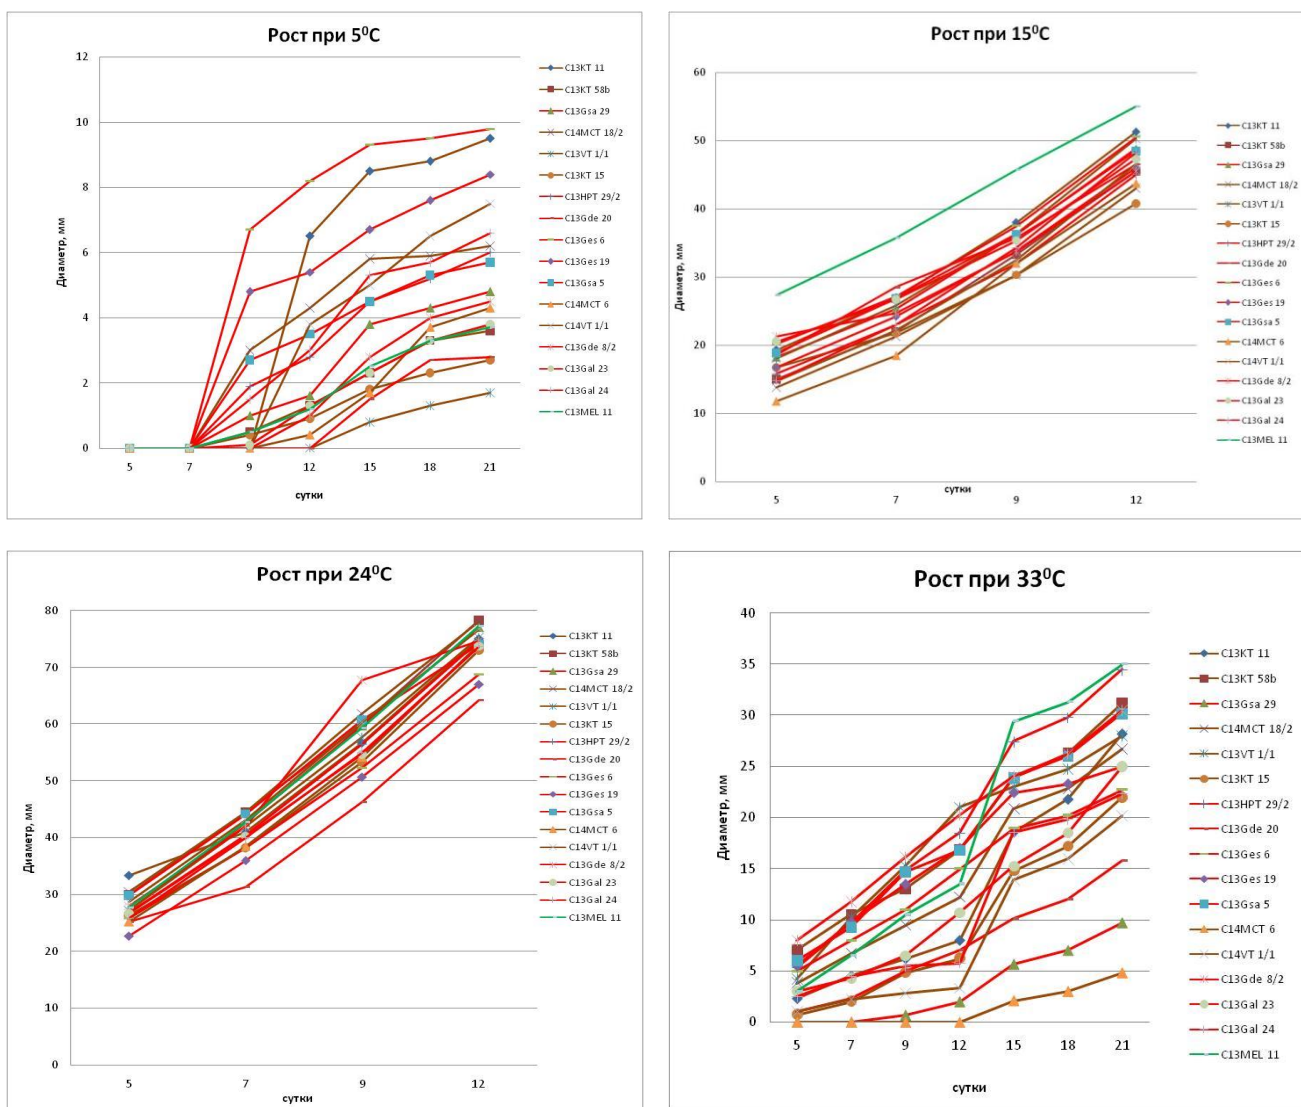 Рост при 5⁰C
Диаметр, мм
12
10
8
6
4
2
0
5 7 9 12 15 18 21
сутки
C13KT 11
C13KT 58b
C13Gsa 29
C14MCT 18/2
C13VT 1/1
C13KT 15
C13HPT 29/2
C13Gde 20
C13Ges 6
C13Ges 19
C13Gsa 5
C14MCT 6
C14VT 1/1
C13Gde 8/2
C13Gal 23
C13Gal 24
C13MEL 11
Рост при 15⁰C
Диаметр, мм
60
50
40
30
20
10
0
5 7 9 12
сутки
C13KT 11
C13KT 58b
C13Gsa 29
C14MCT 18/2
C13VT 1/1
C13KT 15
C13HPT 29/2
C13Gde 20
C13Ges 6
C13Ges 19
C13Gsa 5
C14MCT 6
C14VT 1/1
C13Gde 8/2
C13Gal 23
C13Gal 24
C13MEL 11
Рост при 24⁰C
Диаметр, мм
80
70
60
50
40
30
20
10
0
5 7 9 12
сутки
C13KT 11
C13KT 58b
C13Gsa 29
C14MCT 18/2
C13VT 1/1
C13KT 15
C13HPT 29/2
C13Gde 20
C13Ges 6
C13Ges 19
C13Gsa 5
C14MCT 6
C14VT 1/1
C13Gde 8/2
C13Gal 23
C13Gal 24
C13MEL 11
Рост при 33⁰C
Диаметр, мм
40
35
30
25
20
15
10
5
0
5 7 9 12 15 18 21
сутки
C13KT 11
C13KT 58b
C13Gsa 29
C14MCT 18/2
C13VT 1/1
C13KT 15
C13HPT 29/2
C13Gde 20
C13Ges 6
C13Ges 19
C13Gsa 5
C14MCT 6
C14VT 1/1
C13Gde 8/2
C13Gal 23
C13Gal 24
C13MEL 11